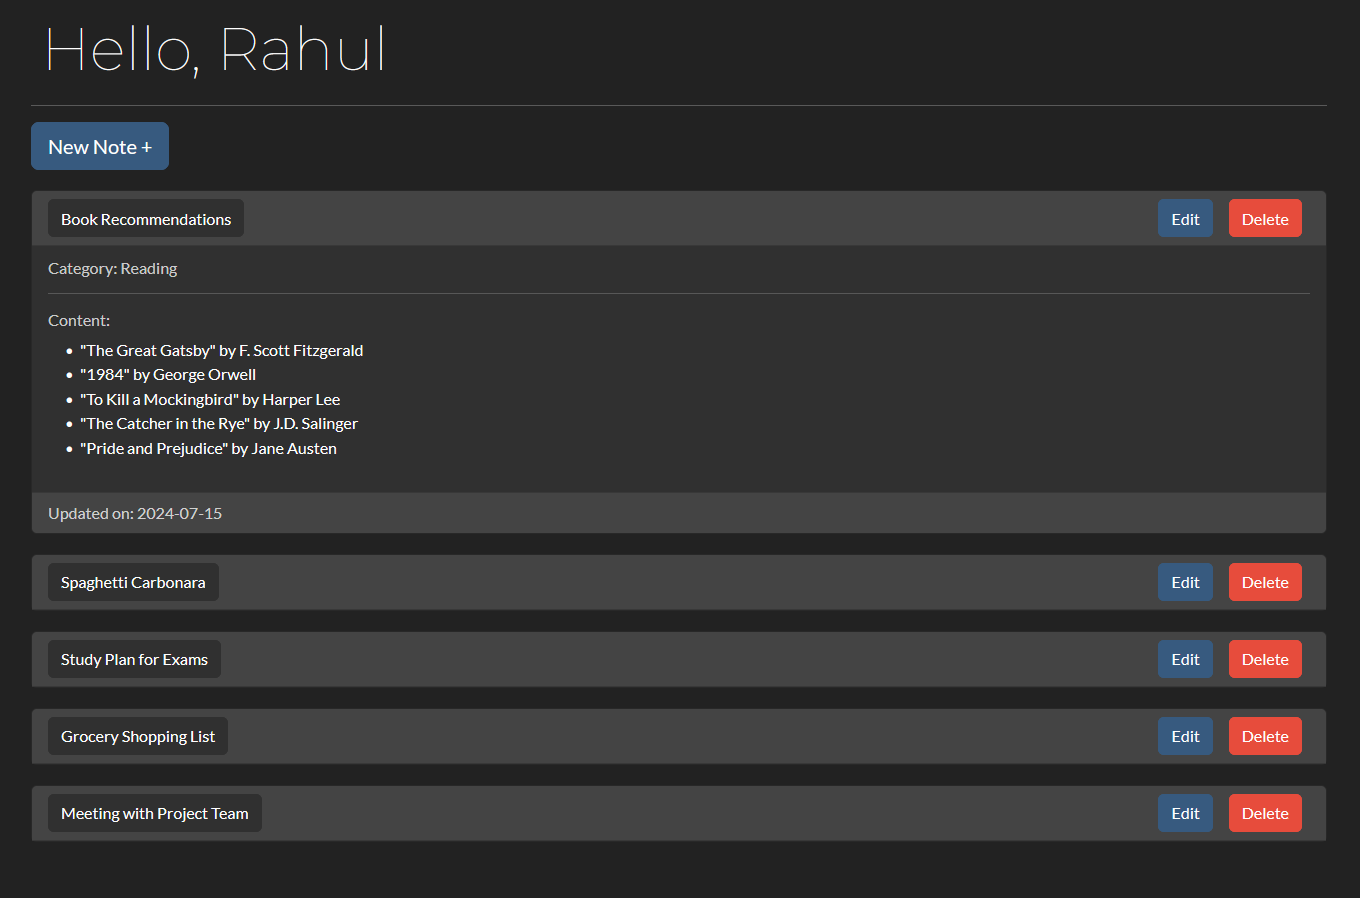 Hello, Rahul
New Note +
Book Recommendations Edit Delete
Category: Reading
Content:
• "The Great Gatsby" by F. Scott Fitzgerald
• "1984" by George Orwell
• "To Kill a Mockingbird" by Harper Lee
• "The Catcher in the Rye" by J.D. Salinger
• "Pride and Prejudice" by Jane Austen
Updated on: 2024-07-15
Spaghetti Carbonara Edit Delete
Study Plan for Exams Edit Delete
Grocery Shopping List Edit Delete
Meeting with Project Team Edit Delete